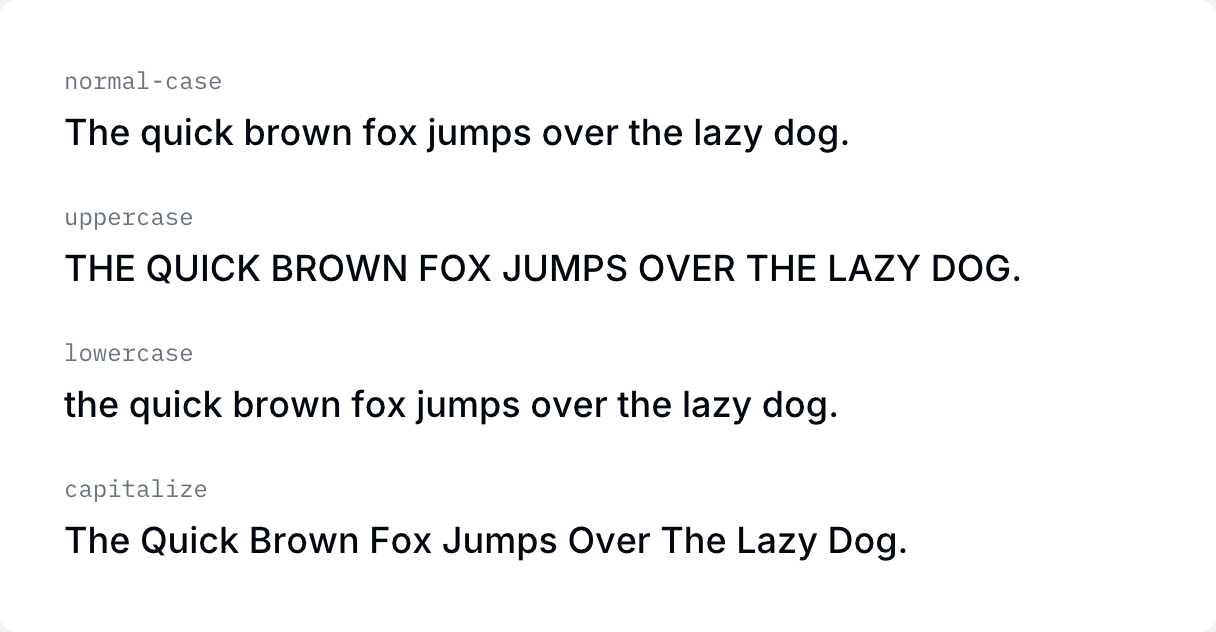 normal-case
The quick brown fox jumps over the lazy dog.
uppercase
THE QUICK BROWN FOX JUMPS OVER THE LAZY DOG.
lowercase
the quick brown fox jumps over the lazy dog.
capitalize
The Quick Brown Fox Jumps Over The Lazy Dog.